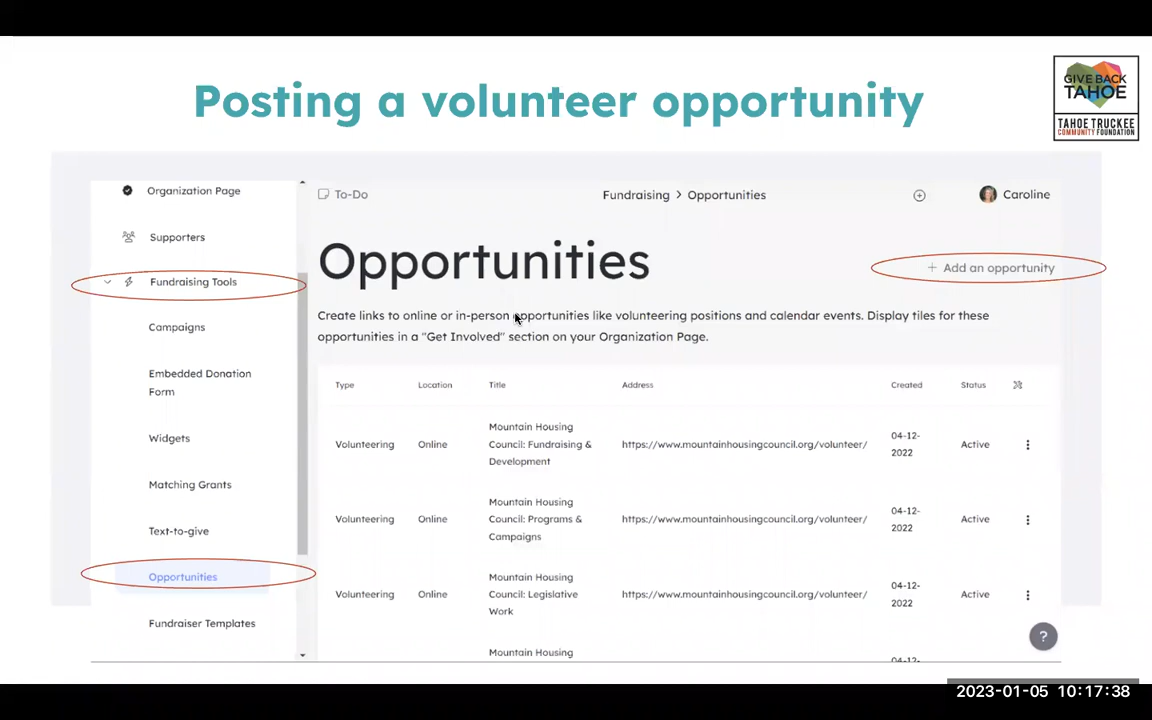 Posting a volunteer opportunity
GIVE BACK
TAHOE
TAHOE TRUCKEE
COMMUNITY FOUNDATION
Organization Page
Supporters
Fundraising Tools
Campaigns
Embedded Donation
Form
Widgets
Matching Grants
Text-to-give
Opportunities
Fundraiser Templates
To-Do
Fundraising > Opportunities
Caroline
Opportunities
+ Add an opportunity
Create links to online or in-person opportunities like volunteering positions and calendar events. Display tiles for these
opportunities in a "Get Involved" section on your Organization Page.
Type Location Title Address Created Status
Mountain Housing
Council: Fundraising &
Development
Volunteering Online https://www.mountainhousingcouncil.org/volunteer/ 04-12-
2022
Active
Mountain Housing
Council: Programs &
Campaigns
Volunteering Online https://www.mountainhousingcouncil.org/volunteer/ 04-12-
2022
Active
Mountain Housing
Council: Legislative
Work
Volunteering Online https://www.mountainhousingcouncil.org/volunteer/ 04-12-
2022
Active
Mountain Housing
04-12-
?
2023-01-05 10:17:38